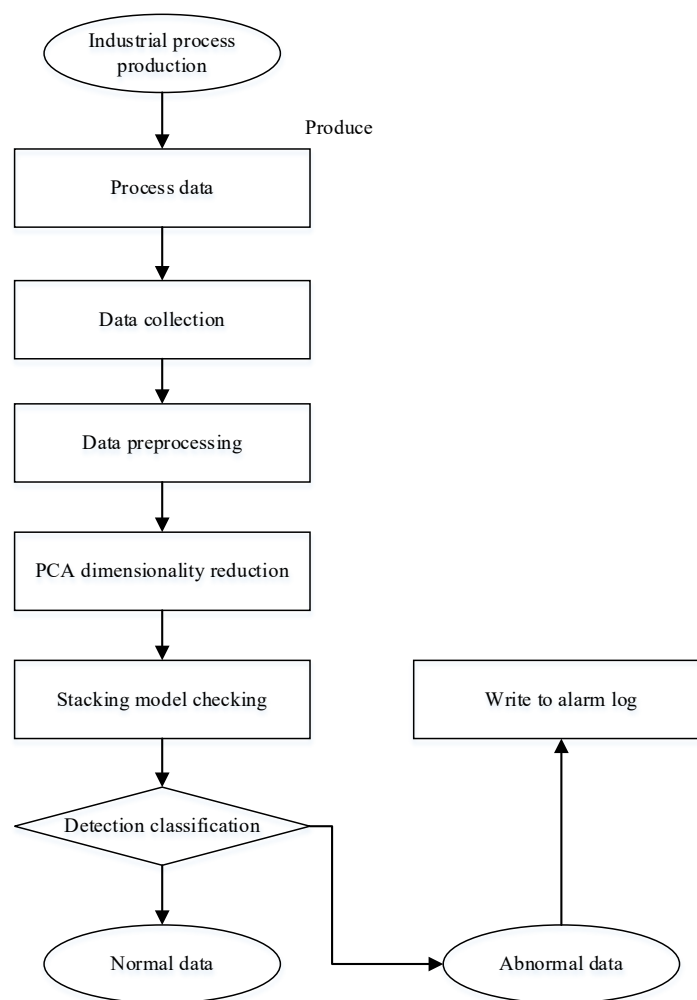 Industrial process
production
Produce
Process data
Data collection
Data preprocessing
PCA dimensionality reduction
Stacking model checking
Write to alarm log
Detection classification
Normal data
Abnormal data